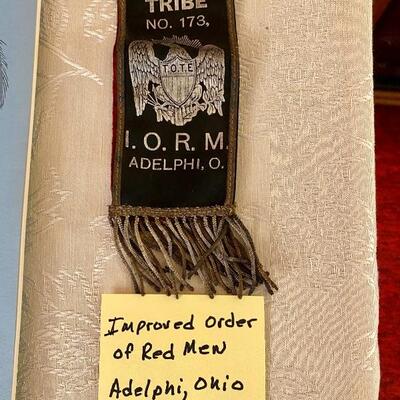 TRIBE
NO. 173,
T.O.T.E
I. O. R. M.
ADELPHI, O.
Improved Order
of Red Men
Adelphi, Ohio